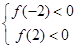 f(−2) < 0
f(2) < 0